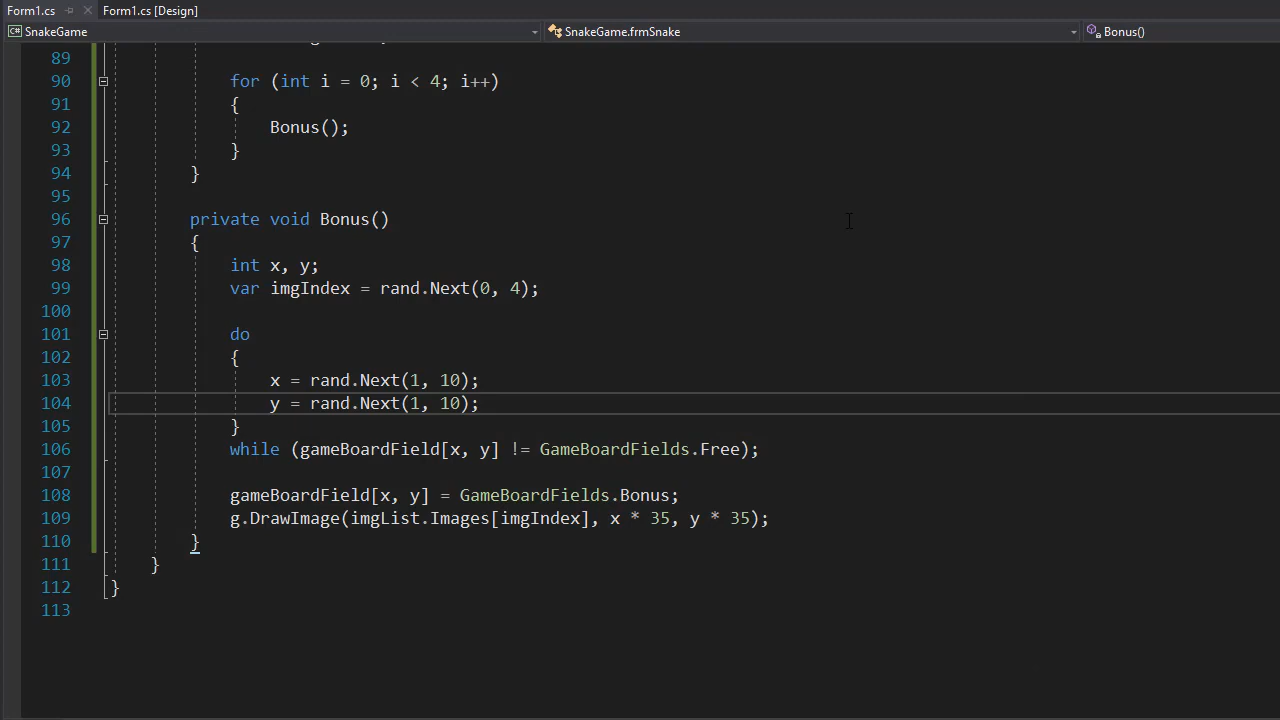 Form1.cs Form1.cs [Design]
SnakeGame SnakeGame.frmSnake Bonus()
89
90 for (int i = 0; i < 4; i++)
91 {
92 Bonus();
93 }
94 }
95
96 private void Bonus()
97 {
98 int x, y;
99 var imgIndex = rand.Next(0, 4);
100
101 do
102 {
103 x = rand.Next(1, 10);
104 y = rand.Next(1, 10);
105 }
106 while (gameBoardField[x, y] != GameBoardFields.Free);
107
108 gameBoardField[x, y] = GameBoardFields.Bonus;
109 g.DrawImage(imgList.Images[imgIndex], x * 35, y * 35);
110 }
111 }
112 }
113